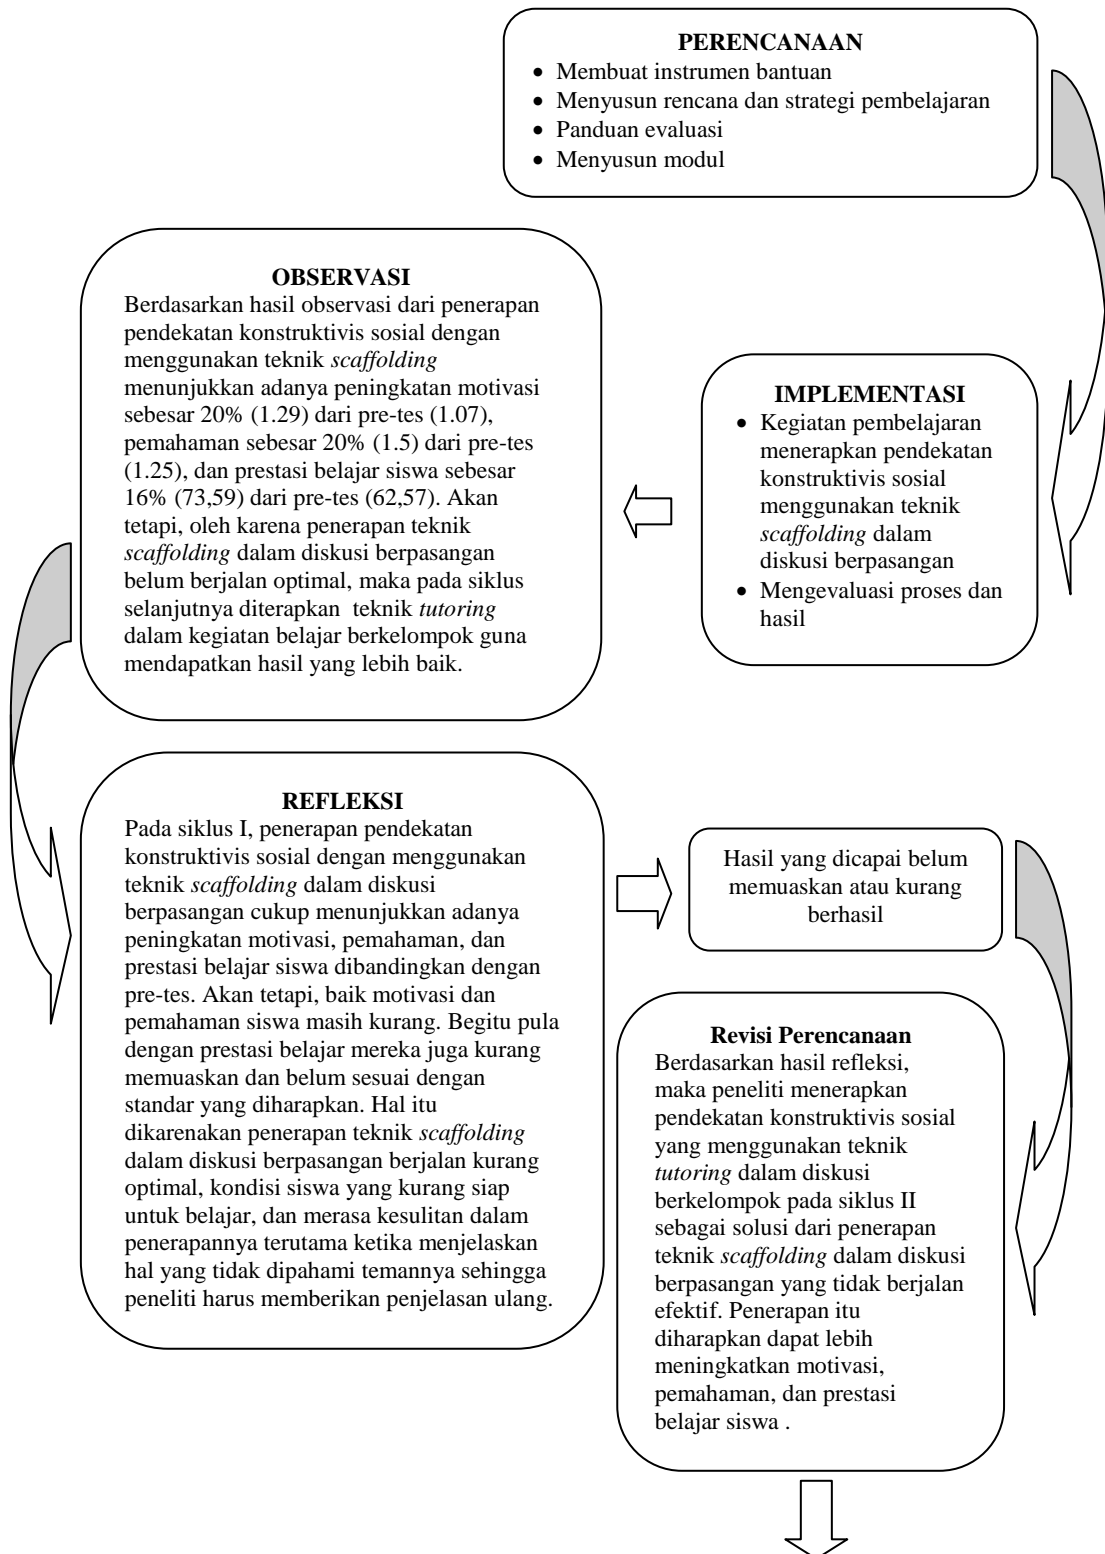 PERENCANAAN
• Membuat instrumen bantuan
• Menyusun rencana dan strategi pembelajaran
• Panduan evaluasi
• Menyusun modul
IMPLEMENTASI
• Kegiatan pembelajaran
menerapkan pendekatan
konstruktivis sosial
menggunakan teknik
scaffolding dalam
diskusi berpasangan
• Mengevaluasi proses dan
hasil
OBSERVASI
Berdasarkan hasil observasi dari penerapan
pendekatan konstruktivis sosial dengan
menggunakan teknik scaffolding
menunjukkan adanya peningkatan motivasi
sebesar 20% (1.29) dari pre-tes (1.07),
pemahaman sebesar 20% (1.5) dari pre-tes
(1.25), dan prestasi belajar siswa sebesar
16% (73,59) dari pre-tes (62,57). Akan
tetapi, oleh karena penerapan teknik
scaffolding dalam diskusi berpasangan
belum berjalan optimal, maka pada siklus
selanjutnya diterapkan teknik tutoring
dalam kegiatan belajar berkelompok guna
mendapatkan hasil yang lebih baik.
REFLEKSI
Pada siklus I, penerapan pendekatan
konstruktivis sosial dengan menggunakan
teknik scaffolding dalam diskusi
berpasangan cukup menunjukkan adanya
peningkatan motivasi, pemahaman, dan
prestasi belajar siswa dibandingkan dengan
pre-tes. Akan tetapi, baik motivasi dan
pemahaman siswa masih kurang. Begitu pula
dengan prestasi belajar mereka juga kurang
memuaskan dan belum sesuai dengan
standar yang diharapkan. Hal itu
dikarenakan penerapan teknik scaffolding
dalam diskusi berpasangan berjalan kurang
optimal, kondisi siswa yang kurang siap
untuk belajar, dan merasa kesulitan dalam
penerapannya terutama ketika menjelaskan
hal yang tidak dipahami temannya sehingga
peneliti harus memberikan penjelasan ulang.
Hasil yang dicapai belum
memuaskan atau kurang
berhasil
Revisi Perencanaan
Berdasarkan hasil refleksi,
maka peneliti menerapkan
pendekatan konstruktivis sosial
yang menggunakan teknik
tutoring dalam diskusi
berkelompok pada siklus II
sebagai solusi dari penerapan
teknik scaffolding dalam diskusi
berpasangan yang tidak berjalan
efektif. Penerapan itu
diharapkan dapat lebih
meningkatkan motivasi,
pemahaman, dan prestasi
belajar siswa .